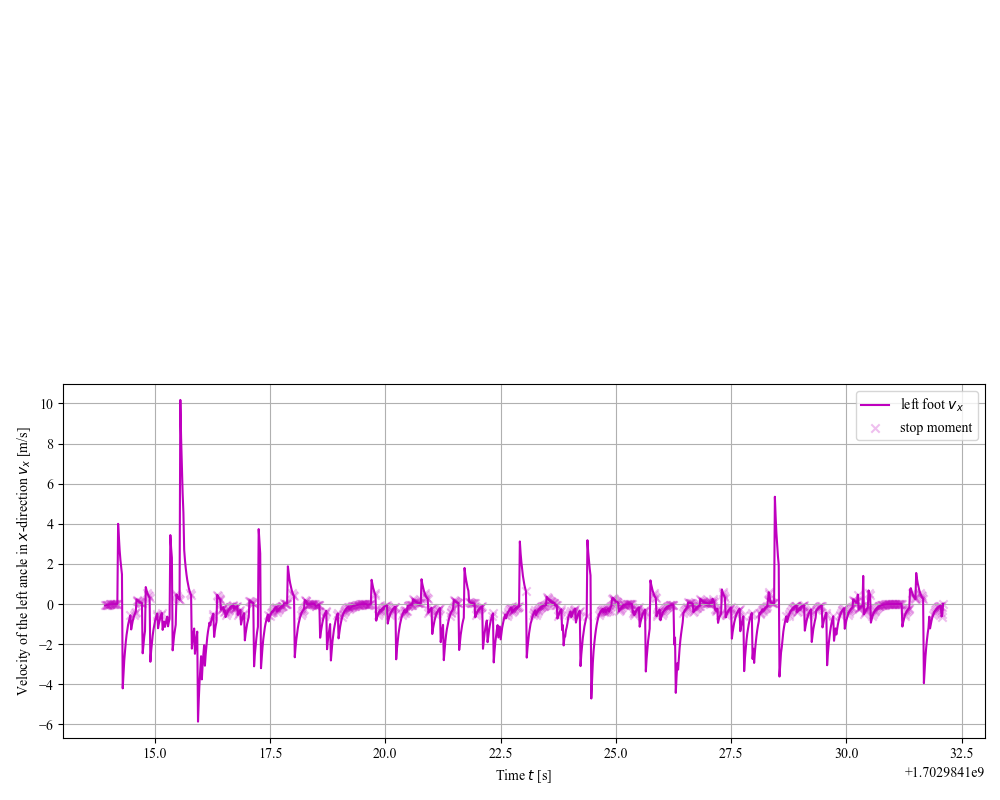 10
8
6
4
2
0
−2
−4
−6
Velocity of the left ancle in x-direction vx [m/s]
left foot vx
stop moment
15.0 17.5 20.0 22.5 25.0 27.5 30.0 32.5
Time t [s]
+1.7029841e9